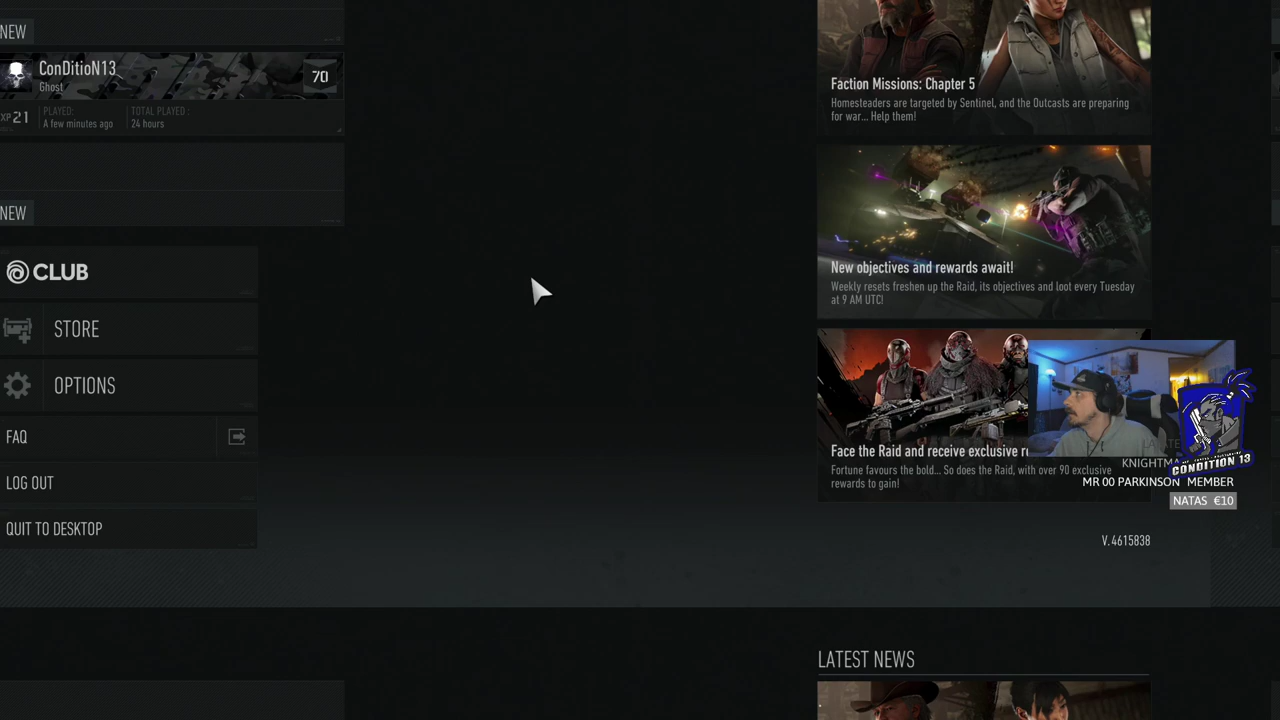 NEW
ConDitioN13
Ghost
70
XP 21
PLAYED:
A few minutes ago
TOTAL PLAYED :
24 hours
NEW
CLUB
STORE
OPTIONS
FAQ
LOG OUT
QUIT TO DESKTOP
Faction Missions: Chapter 5
Homesteaders are targeted by Sentinel, and the Outcasts are preparing
for war... Help them!
New objectives and rewards await!
Weekly resets freshen up the Raid, its objectives and loot every Tuesday
at 9 AM UTC!
Face the Raid and receive exclusive
Fortune favours the bold... So does the Raid, with over 90 exclusive
rewards to gain!
CONDITION 13
MR 00 PARKINSON MEMBER
NATAS €10
V.4615838
LATEST NEWS